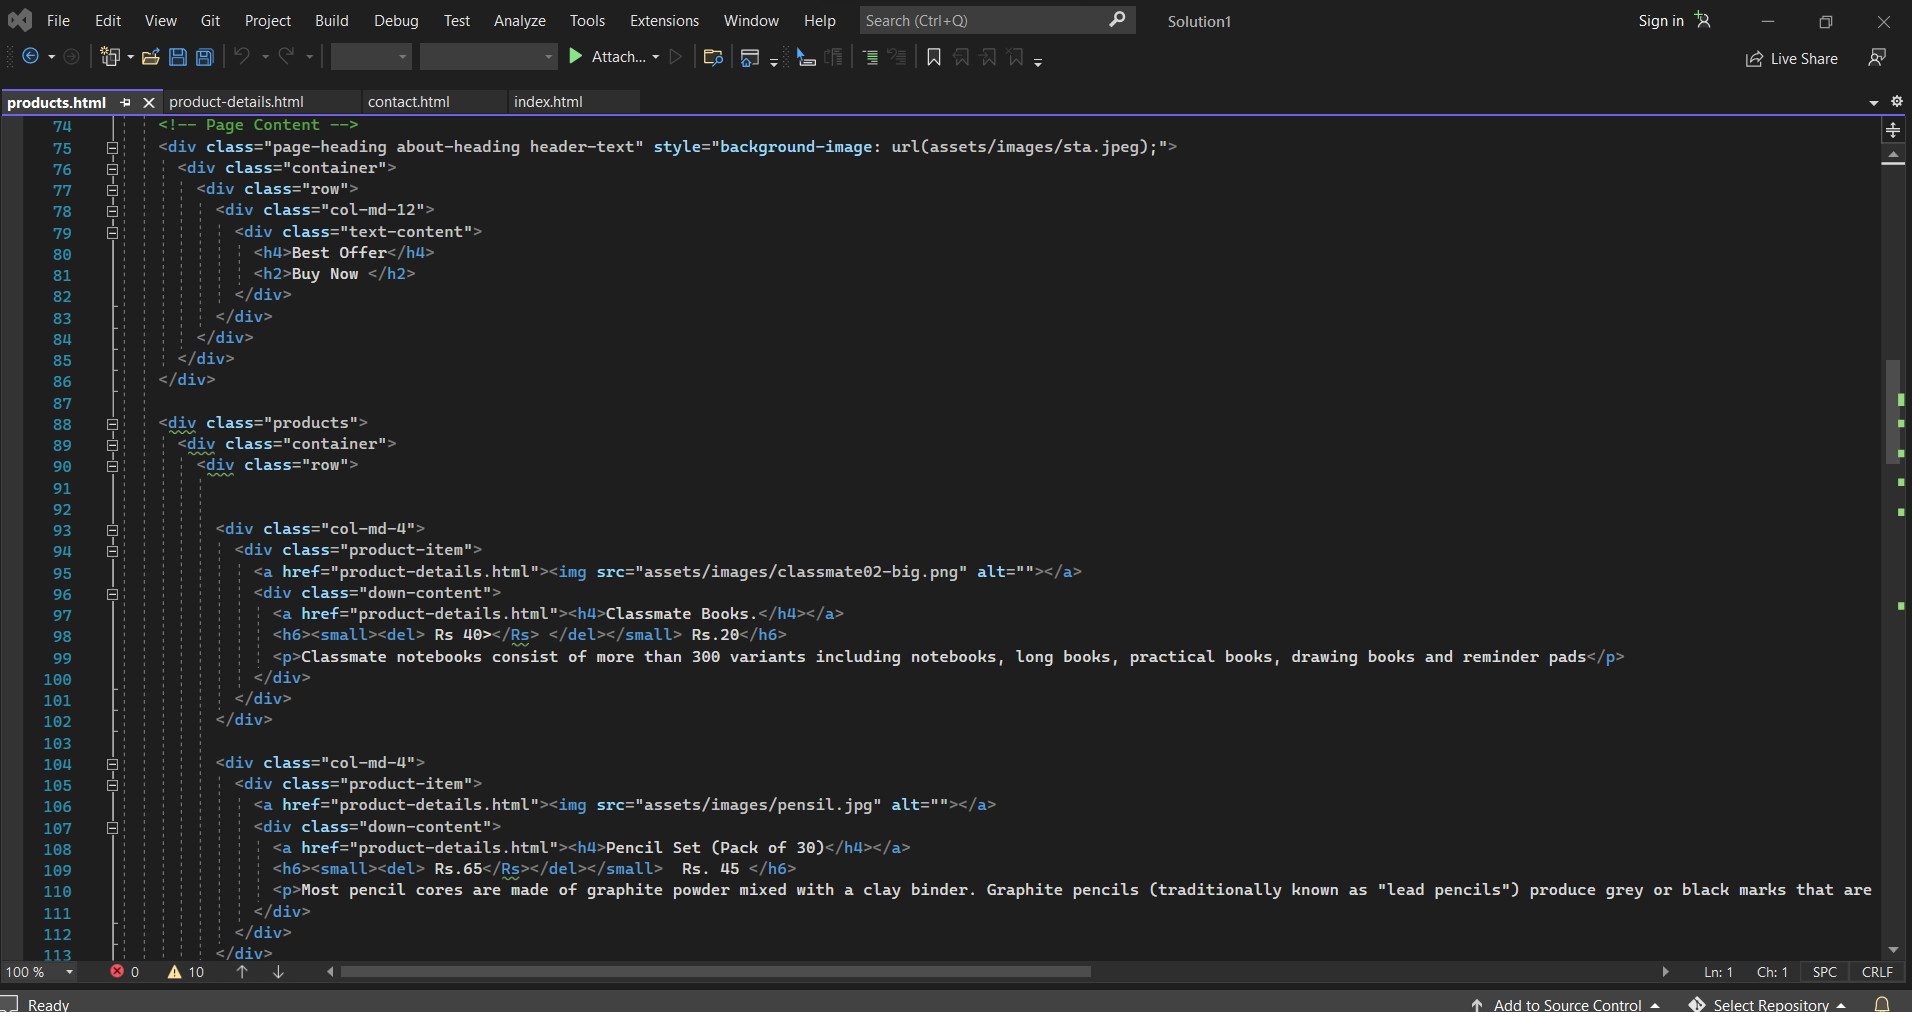 File Edit View Git Project Build Debug Test Analyze Tools Extensions Window Help Search (Ctrl+Q) Solution1 Sign in
Attach... Live Share
products.html product-details.html contact.html index.html
74 <!-- Page Content -->
75 <div class="page-heading about-heading header-text" style="background-image: url(assets/images/sta.jpeg);">
76 <div class="container">
77 <div class="row">
78 <div class="col-md-12">
79 <div class="text-content">
80 <h4>Best Offer</h4>
81 <h2>Buy Now </h2>
82 </div>
83 </div>
84 </div>
85 </div>
86 </div>
87
88 <div class="products">
89 <div class="container">
90 <div class="row">
91
92
93 <div class="col-md-4">
94 <div class="product-item">
95 <a href="product-details.html"><img src="assets/images/classmate02-big.png" alt=""></a>
96 <div class="down-content">
97 <a href="product-details.html"><h4>Classmate Books.</h4></a>
98 <h6><small><del> Rs 40></Rs> </del></small> Rs.20</h6>
99 <p>Classmate notebooks consist of more than 300 variants including notebooks, long books, practical books, drawing books and reminder pads</p>
100 </div>
101 </div>
102 </div>
103
104 <div class="col-md-4">
105 <div class="product-item">
106 <a href="product-details.html"><img src="assets/images/pensil.jpg" alt=""></a>
107 <div class="down-content">
108 <a href="product-details.html"><h4>Pencil Set (Pack of 30)</h4></a>
109 <h6><small><del> Rs.65</Rs></del></small>  Rs. 45 </h6>
110 <p>Most pencil cores are made of graphite powder mixed with a clay binder. Graphite pencils (traditionally known as "lead pencils") produce grey or black marks that are
111 </div>
112 </div>
113 </div>
100 % 0 10 Ln: 1 Ch: 1 SPC CRLF
Ready Add to Source Control Select Repository